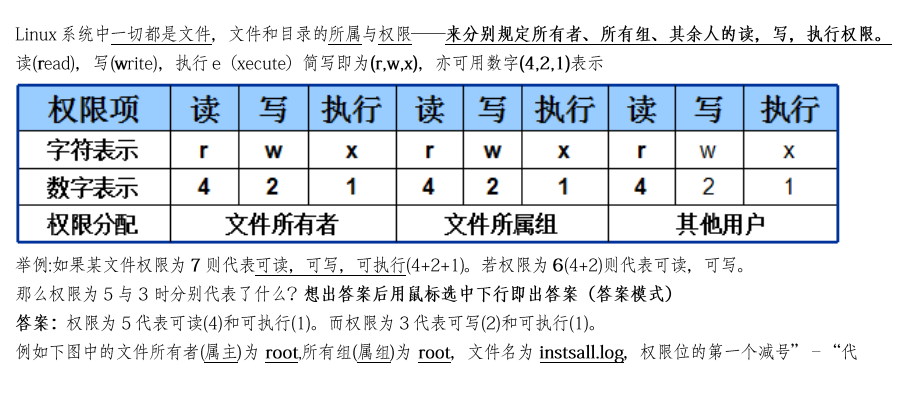 Linux 系统中一切都是文件，文件和目录的所属与权限——来分别规定所有者、所有组、其余人的读，写，执行权限。
读(read)，写(write)，执行 e（xecute）简写即为(r,w,x)，亦可用数字(4,2,1)表示
权限项 读 写 执行 读 写 执行 读 写 执行
字符表示 r w x r w x r w x
数字表示 4 2 1 4 2 1 4 2 1
权限分配 文件所有者 文件所属组 其他用户
举例:如果某文件权限为 7 则代表可读，可写，可执行(4+2+1)。若权限为 6(4+2)则代表可读，可写。
那么权限为 5 与 3 时分别代表了什么？想出答案后用鼠标选中下行即出答案（答案模式）
答案：权限为 5 代表可读(4)和可执行(1)。而权限为 3 代表可写(2)和可执行(1)。
例如下图中的文件所有者(属主)为 root,所有组(属组)为 root，文件名为 instsall.log，权限位的第一个减号” – “代